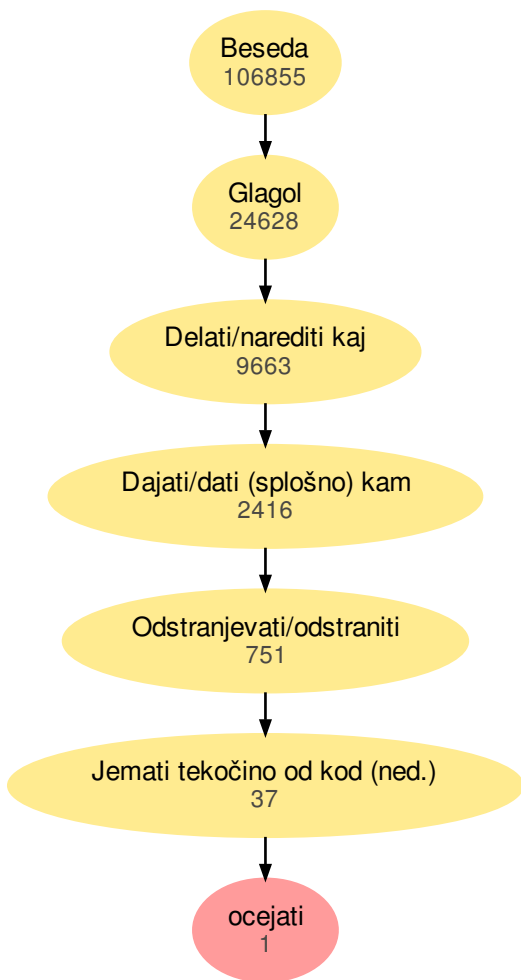 Beseda
106855
Glagol
24628
Delati/narediti kaj
9663
Dajati/dati (splošno) kam
2416
Odstranjevati/odstraniti
751
Jemati tekočino od kod (ned.)
37
ocejati
1